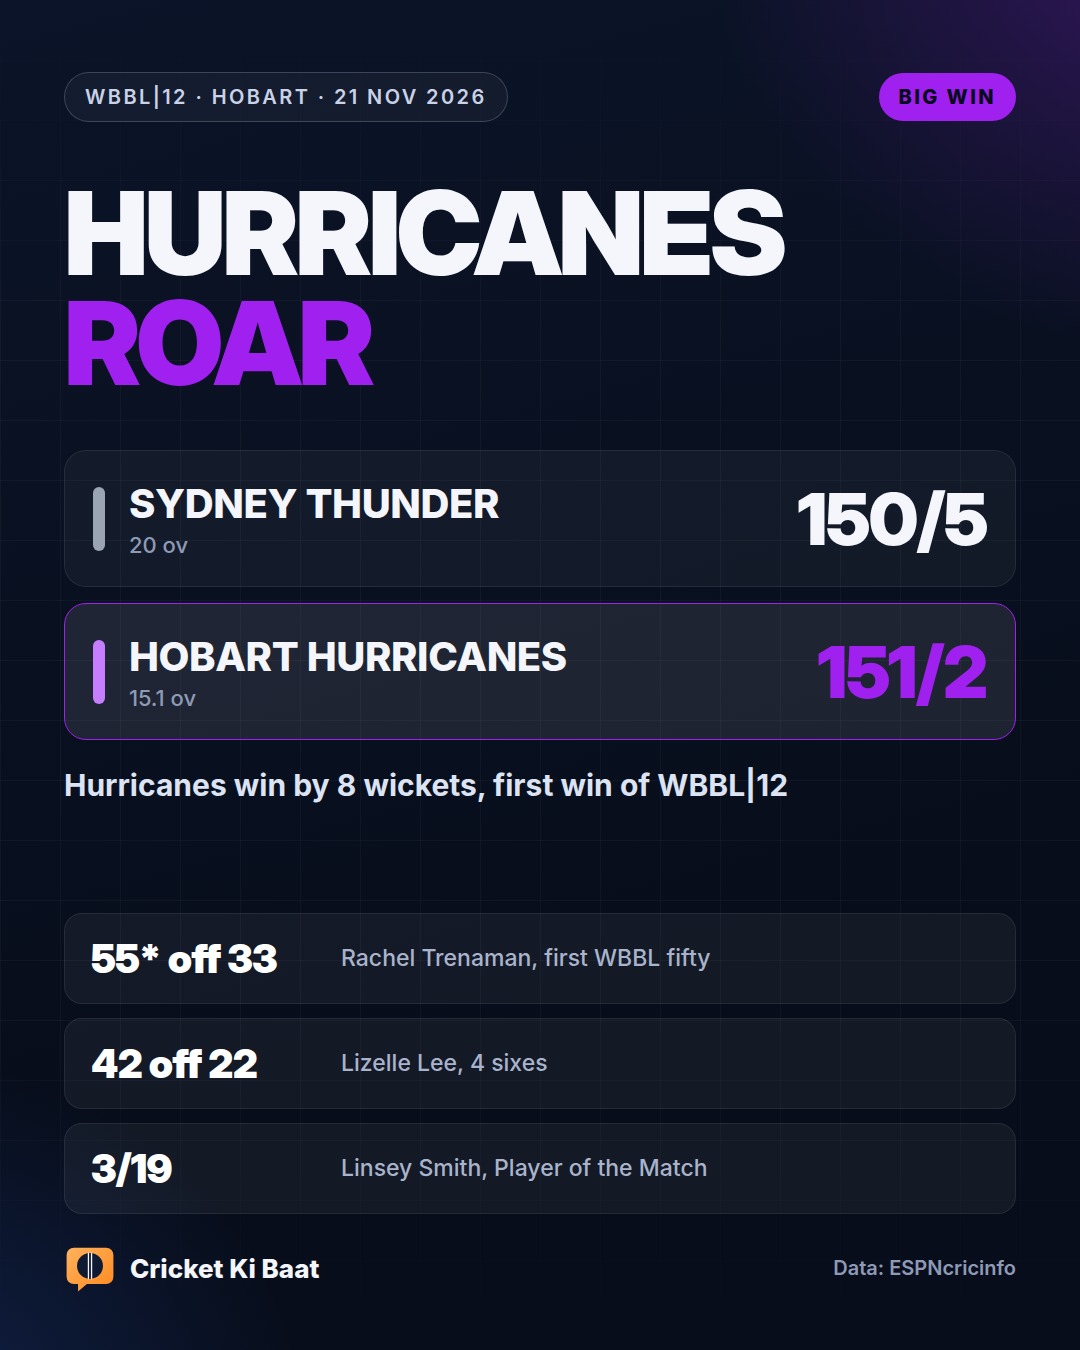 WBBL|12 · HOBART · 21 NOV 2026
BIG WIN
HURRICANES
ROAR
SYDNEY THUNDER
20 ov
150/5
HOBART HURRICANES
15.1 ov
151/2
Hurricanes win by 8 wickets, first win of WBBL|12
55* off 33
Rachel Trenaman, first WBBL fifty
42 off 22
Lizelle Lee, 4 sixes
3/19
Linsey Smith, Player of the Match
Cricket Ki Baat
Data: ESPNcricinfo